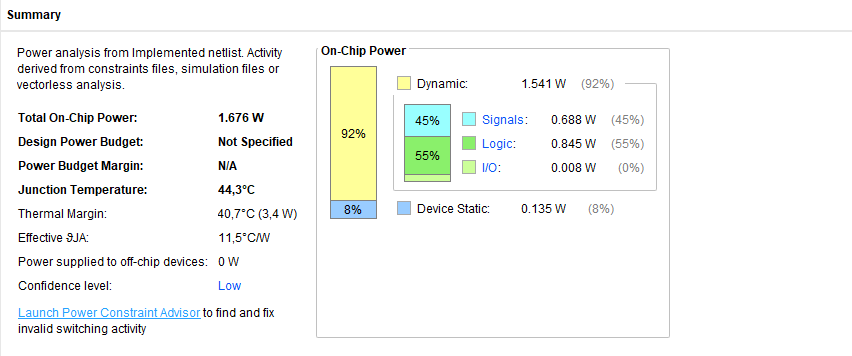 Summary
Power analysis from Implemented netlist. Activity
derived from constraints files, simulation files or
vectorless analysis.
Total On-Chip Power: 1.676 W
Design Power Budget: Not Specified
Power Budget Margin: N/A
Junction Temperature: 44,3°C
Thermal Margin: 40,7°C (3,4 W)
Effective ϑJA: 11,5°C/W
Power supplied to off-chip devices: 0 W
Confidence level: Low
Launch Power Constraint Advisor to find and fix
invalid switching activity
On-Chip Power
92%
8%
Dynamic: 1.541 W (92%)
45%
55%
Signals: 0.688 W (45%)
Logic: 0.845 W (55%)
I/O: 0.008 W (0%)
Device Static: 0.135 W (8%)